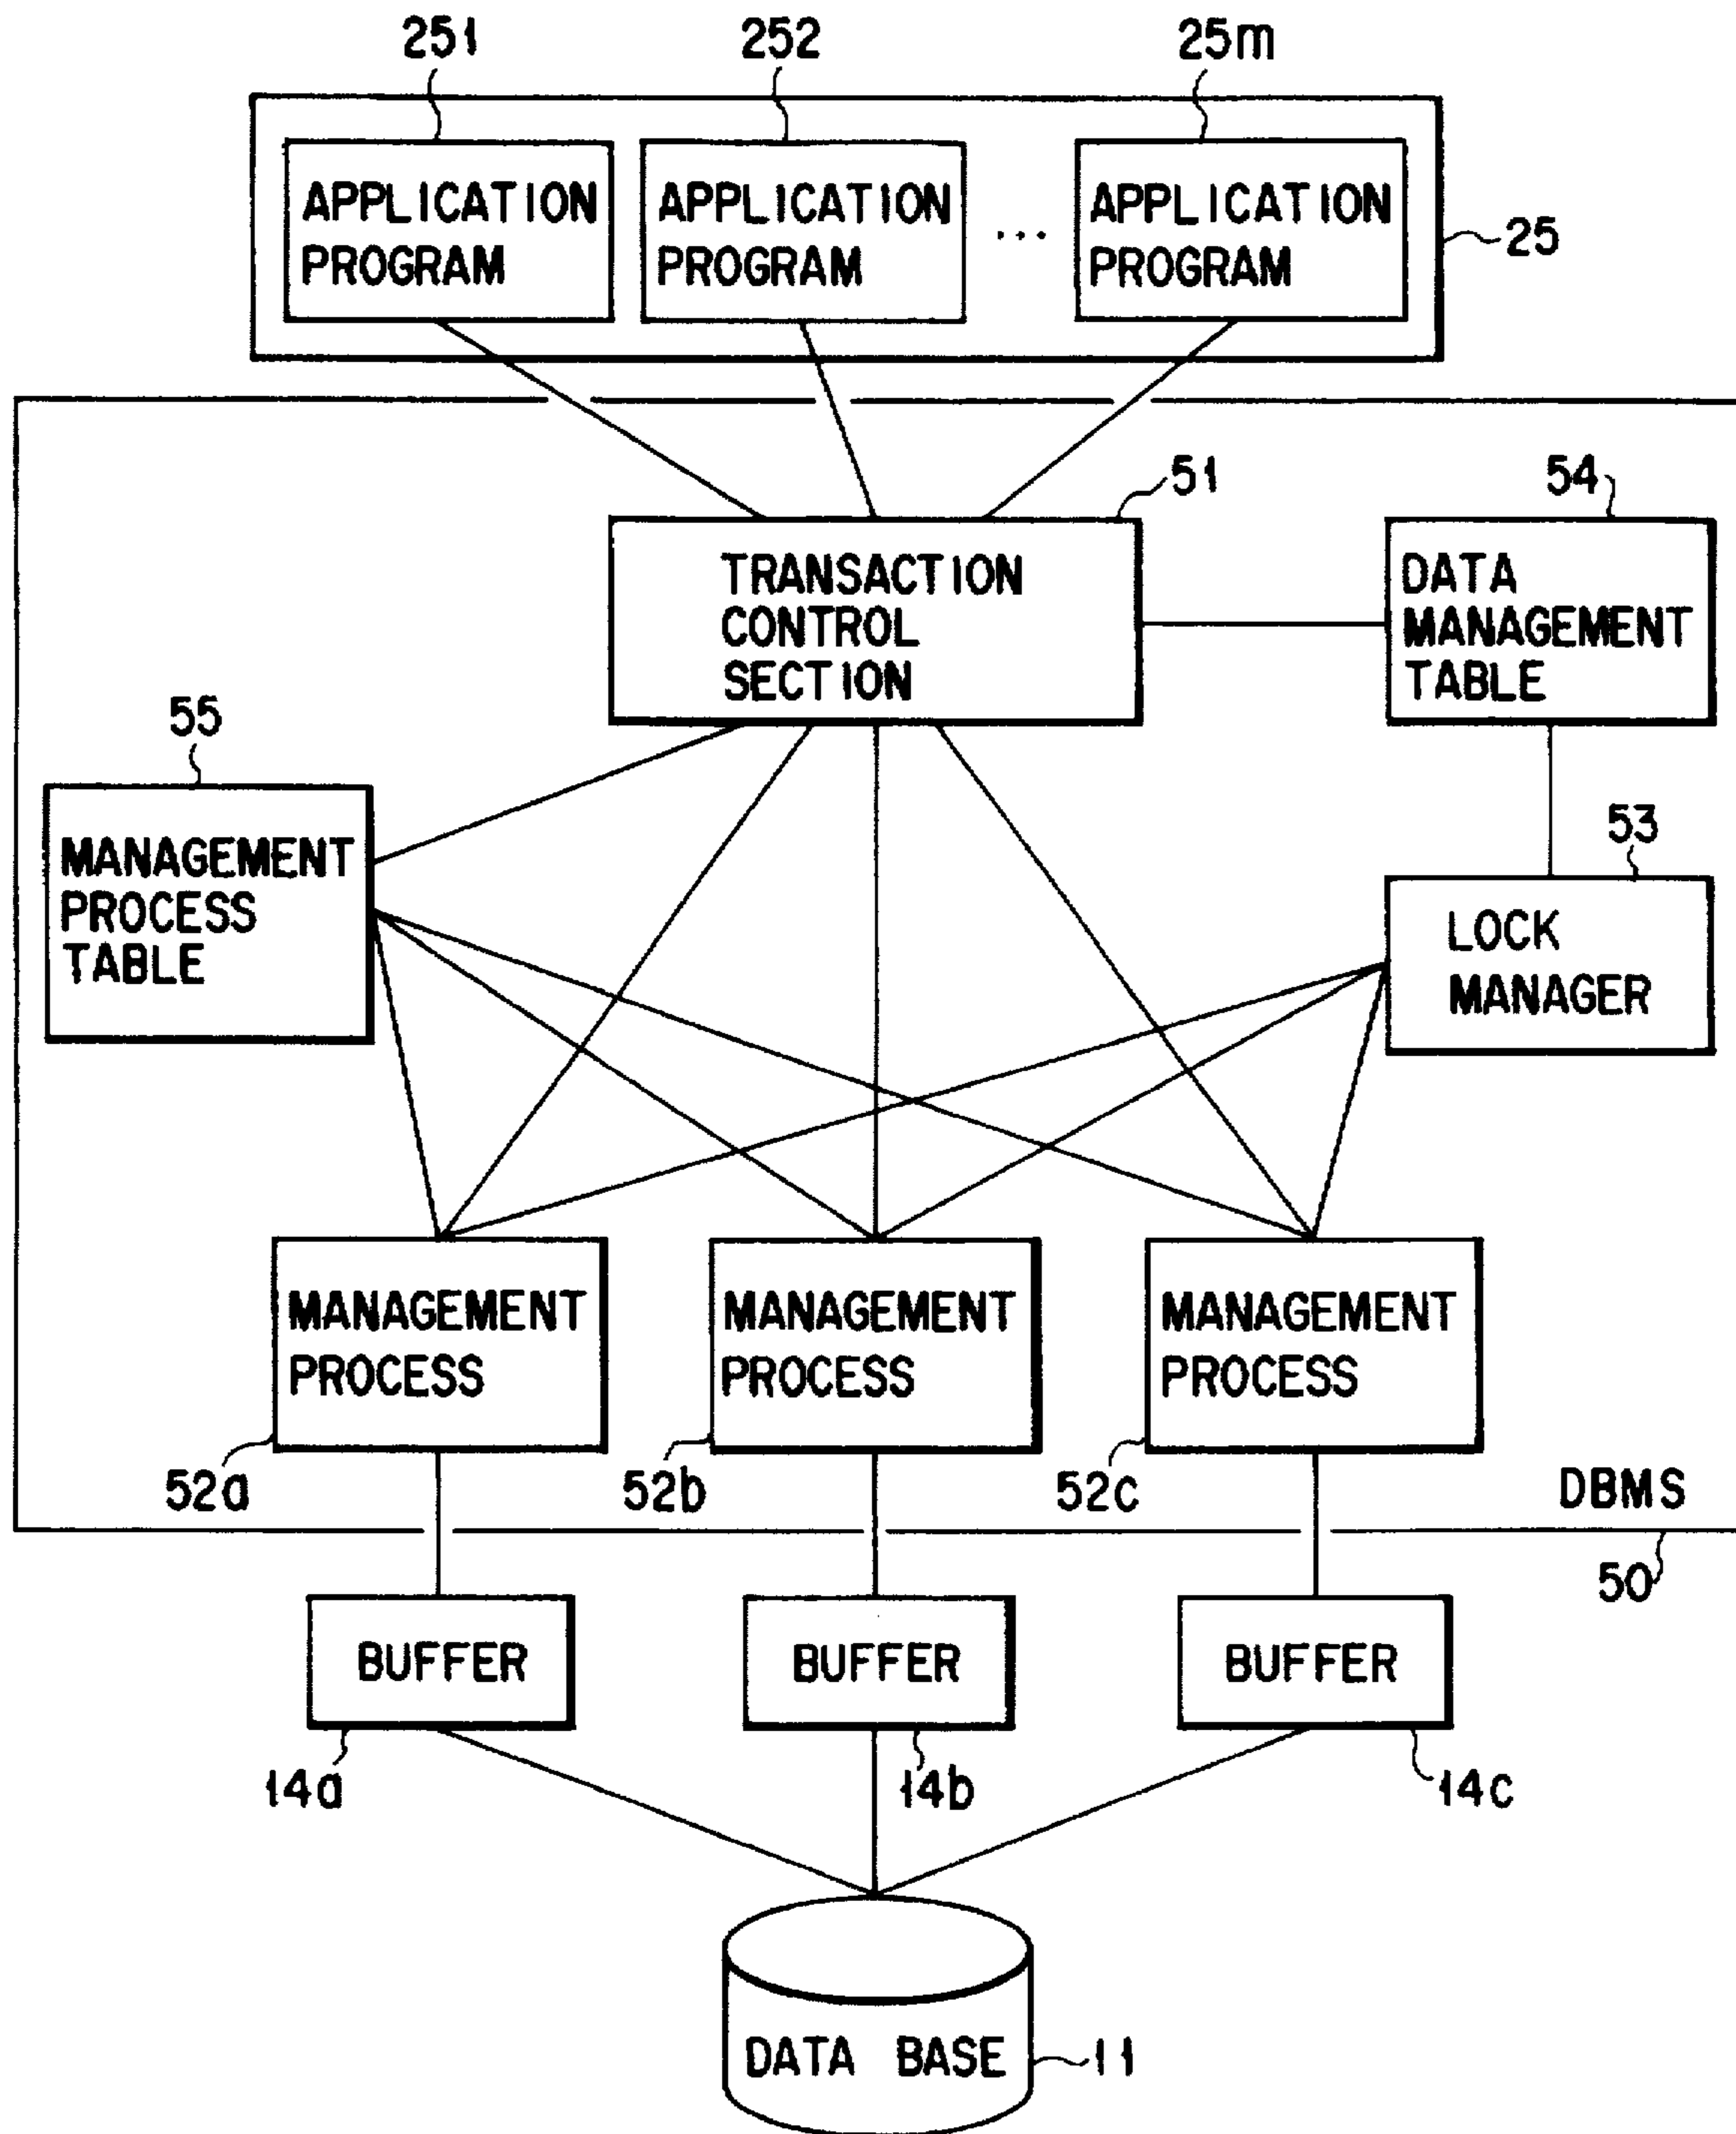 251
252
25m
APPLICATION
PROGRAM
APPLICATION
PROGRAM
...
APPLICATION
PROGRAM
25
51
54
TRANSACTION
CONTROL
SECTION
DATA
MANAGEMENT
TABLE
55
53
MANAGEMENT
PROCESS
TABLE
LOCK
MANAGER
MANAGEMENT
PROCESS
MANAGEMENT
PROCESS
MANAGEMENT
PROCESS
52a
52b
52c
DBMS
50
BUFFER
BUFFER
BUFFER
14a
14b
14c
DATA BASE
11